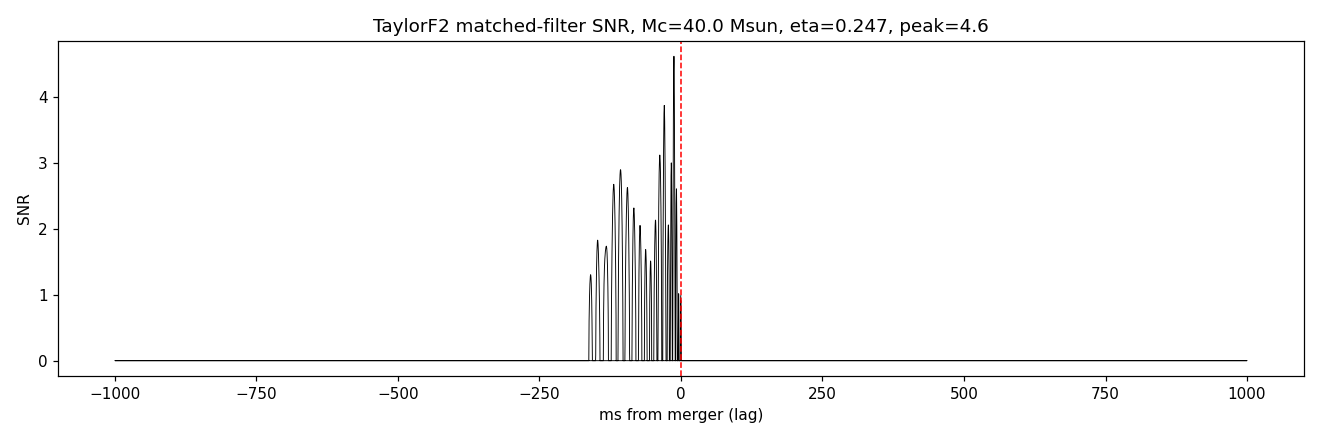 TaylorF2 matched-filter SNR, Mc=40.0 Msun, eta=0.247, peak=4.6
SNR
4
3
2
1
0
−1000 −750 −500 −250 0 250 500 750 1000
ms from merger (lag)